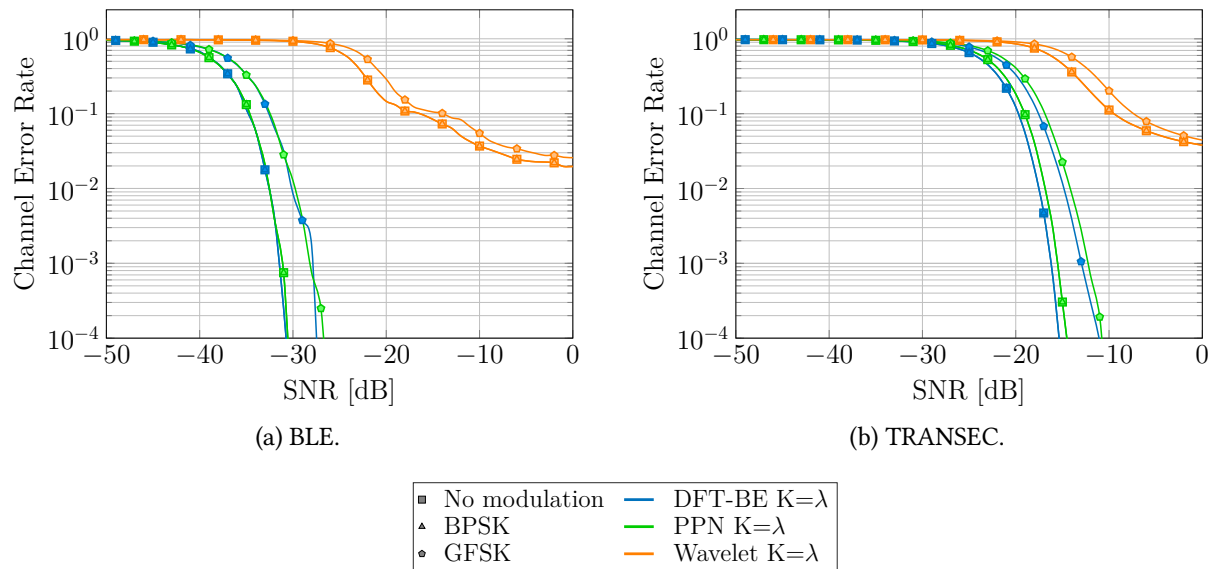 10^0
10^−1
10^−2
10^−3
10^−4
Channel Error Rate
−50 −40 −30 −20 −10 0
SNR [dB]
(a) BLE.
10^0
10^−1
10^−2
10^−3
10^−4
Channel Error Rate
−50 −40 −30 −20 −10 0
SNR [dB]
(b) TRANSEC.
No modulation DFT-BE K=λ
BPSK PPN K=λ
GFSK Wavelet K=λ